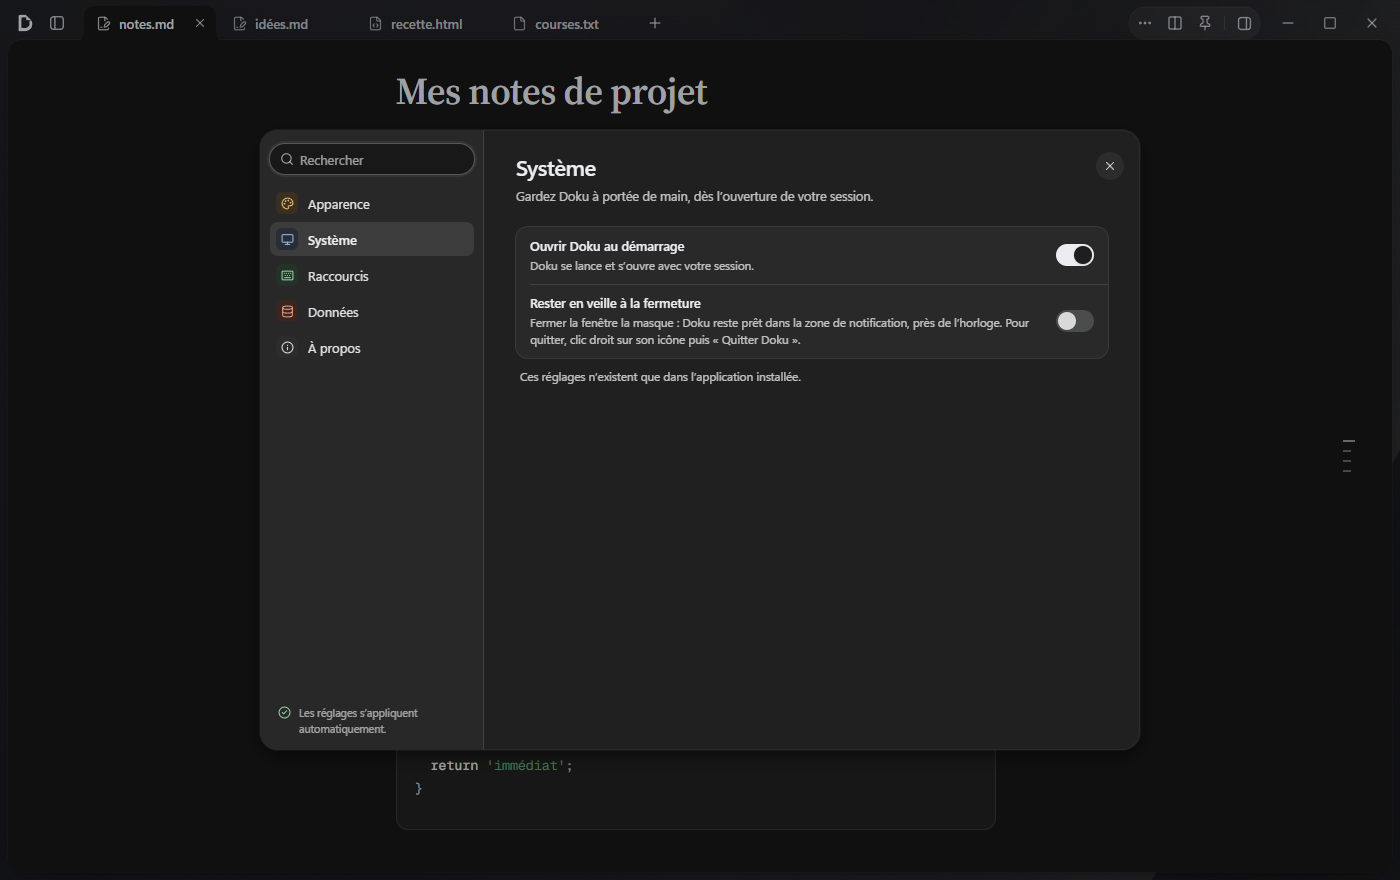 notes.md
idées.md
recette.html
courses.txt
Mes notes de projet
Rechercher
Apparence
Système
Raccourcis
Données
À propos
Les réglages s’appliquent
automatiquement.
Système
Gardez Doku à portée de main, dès l’ouverture de votre session.
Ouvrir Doku au démarrage
Doku se lance et s’ouvre avec votre session.
Rester en veille à la fermeture
Fermer la fenêtre la masque : Doku reste prêt dans la zone de notification, près de l’horloge. Pour
quitter, clic droit sur son icône puis « Quitter Doku ».
Ces réglages n’existent que dans l’application installée.
return 'immédiat';
}